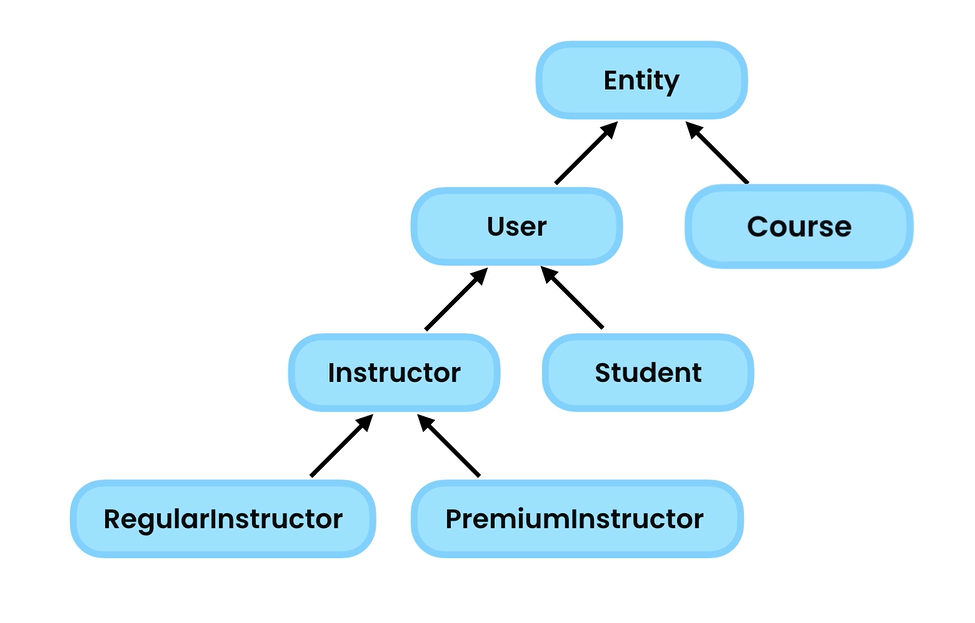 Entity
User
Course
Instructor
Student
RegularInstructor
PremiumInstructor